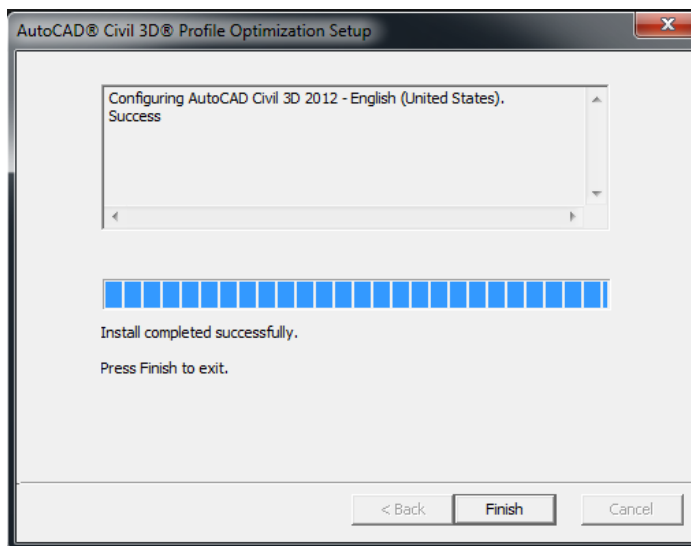 AutoCAD® Civil 3D® Profile Optimization Setup
Configuring AutoCAD Civil 3D 2012 - English (United States).
Success
Install completed successfully.
Press Finish to exit.
< Back
Finish
Cancel